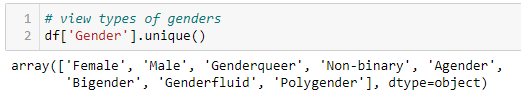 1 # view types of genders
2 df['Gender'].unique()
array(['Female', 'Male', 'Genderqueer', 'Non-binary', 'Agender',
'Bigender', 'Genderfluid', 'Polygender'], dtype=object)